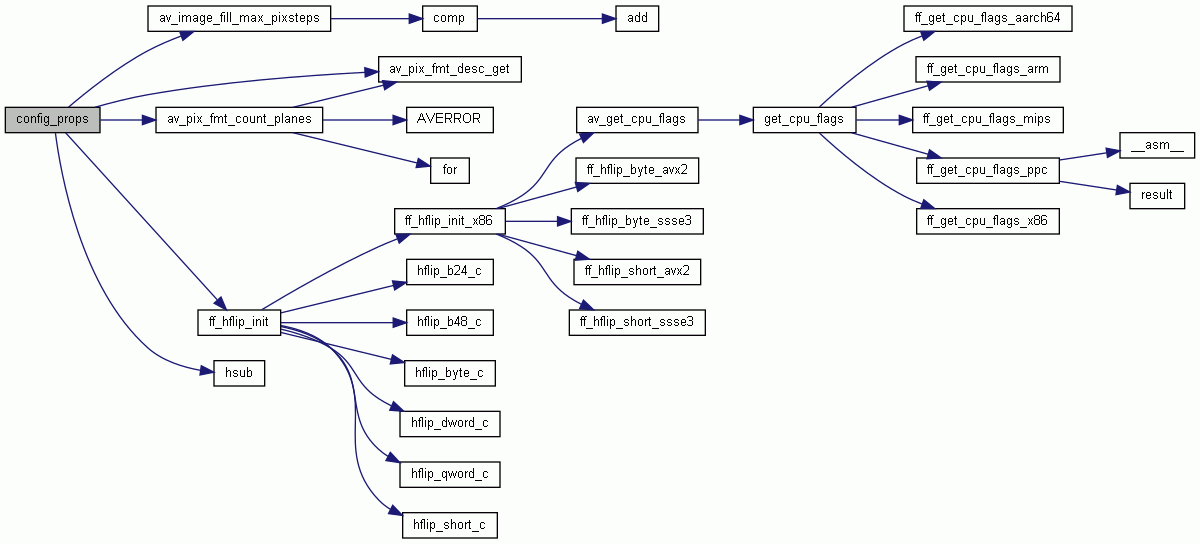 config_props
av_image_fill_max_pixsteps
comp
add
av_pix_fmt_desc_get
av_pix_fmt_count_planes
AVERROR
for
ff_hflip_init
ff_hflip_init_x86
av_get_cpu_flags
get_cpu_flags
ff_get_cpu_flags_aarch64
ff_get_cpu_flags_arm
ff_get_cpu_flags_mips
ff_get_cpu_flags_ppc
__asm__
result
ff_get_cpu_flags_x86
ff_hflip_byte_avx2
ff_hflip_byte_ssse3
ff_hflip_short_avx2
ff_hflip_short_ssse3
hflip_b24_c
hflip_b48_c
hflip_byte_c
hflip_dword_c
hflip_qword_c
hflip_short_c
hsub